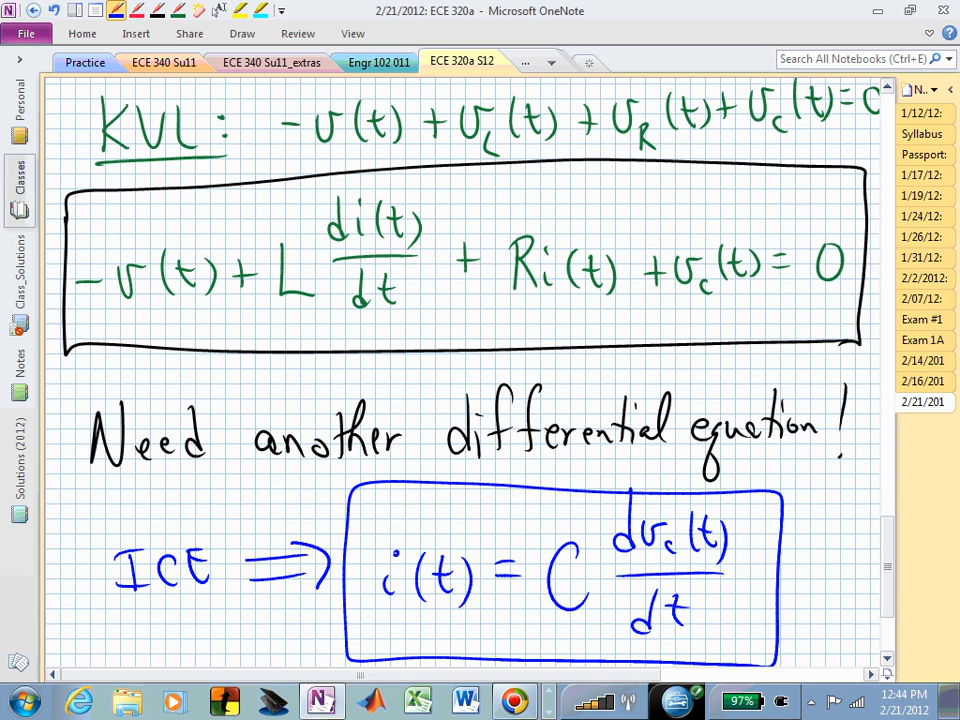 2/21/2012: ECE 320a - Microsoft OneNote
File Home Insert Share Draw Review View
Practice ECE 340 Su11 ECE 340 Su11_extras Engr 102 011 ECE 320a S12 ... Search All Notebooks (Ctrl+E)
Personal
Classes
Class_Solutions
Notes
Solutions (2012)
KVL: -v(t) + v_L(t) + v_R(t) + v_c(t) = 0
-v(t) + L di(t)/dt + Ri(t) + v_c(t) = 0
Need another differential equation!
ICE ⇒ i(t) = C dv_c(t)/dt
N..
1/12/12:
Syllabus
Passport:
1/17/12:
1/19/12:
1/24/12:
1/26/12:
1/31/12:
2/2/2012:
2/07/12:
Exam #1
Exam 1A
2/14/201
2/16/201
2/21/201
97%
12:44 PM
2/21/2012